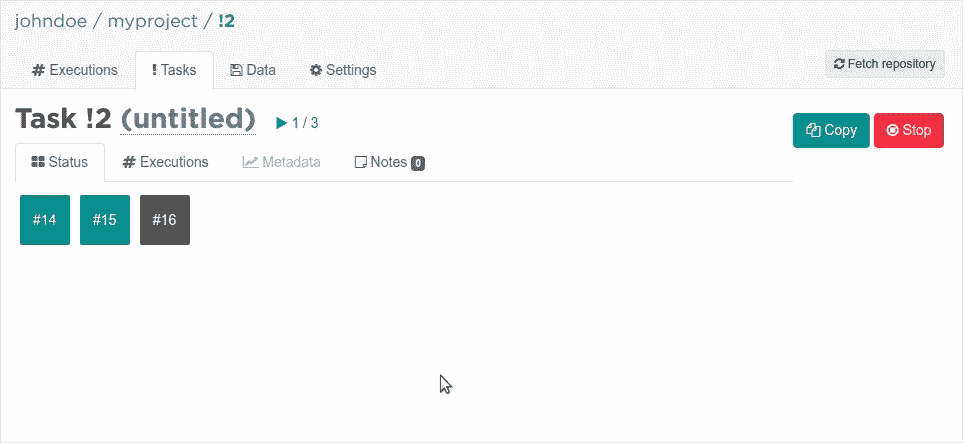 johndoe / myproject / !2
# Executions ! Tasks Data Settings Fetch repository
Task !2 (untitled) 1 / 3 Copy Stop
Status # Executions Metadata Notes 0
#14 #15 #16